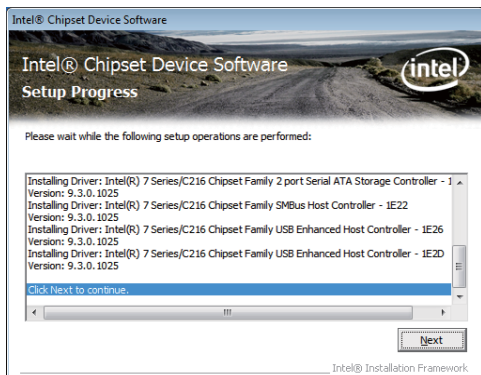 Intel® Chipset Device Software
Intel® Chipset Device Software
Setup Progress
intel
Please wait while the following setup operations are performed:
Installing Driver: Intel(R) 7 Series/C216 Chipset Family 2 port Serial ATA Storage Controller - 1
Version: 9.3.0.1025
Installing Driver: Intel(R) 7 Series/C216 Chipset Family SMBus Host Controller - 1E22
Version: 9.3.0.1025
Installing Driver: Intel(R) 7 Series/C216 Chipset Family USB Enhanced Host Controller - 1E26
Version: 9.3.0.1025
Installing Driver: Intel(R) 7 Series/C216 Chipset Family USB Enhanced Host Controller - 1E2D
Version: 9.3.0.1025
Click Next to continue.
Next
Intel® Installation Framework